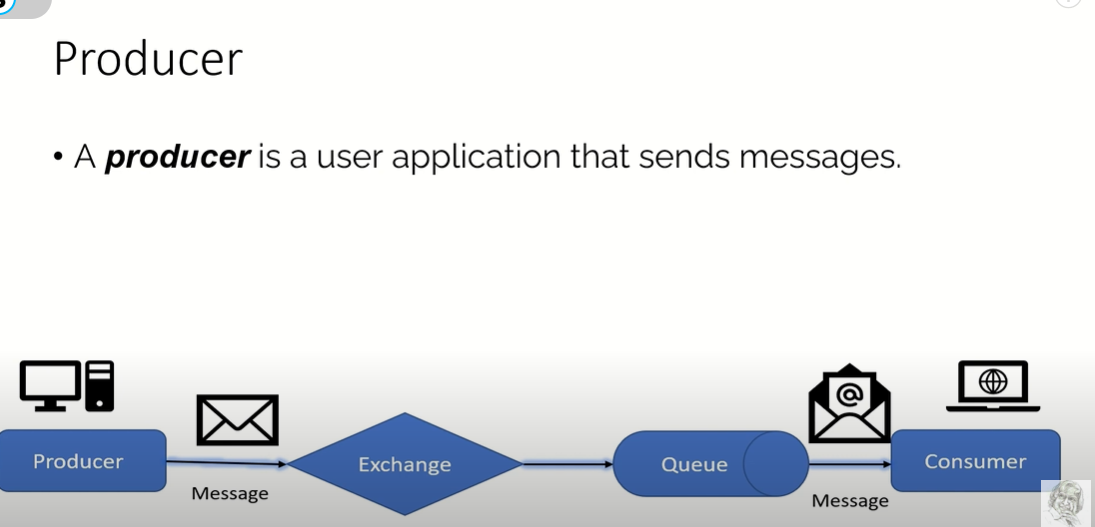 Producer
• A producer is a user application that sends messages.
Producer
Message
Exchange
Queue
@
Message
Consumer